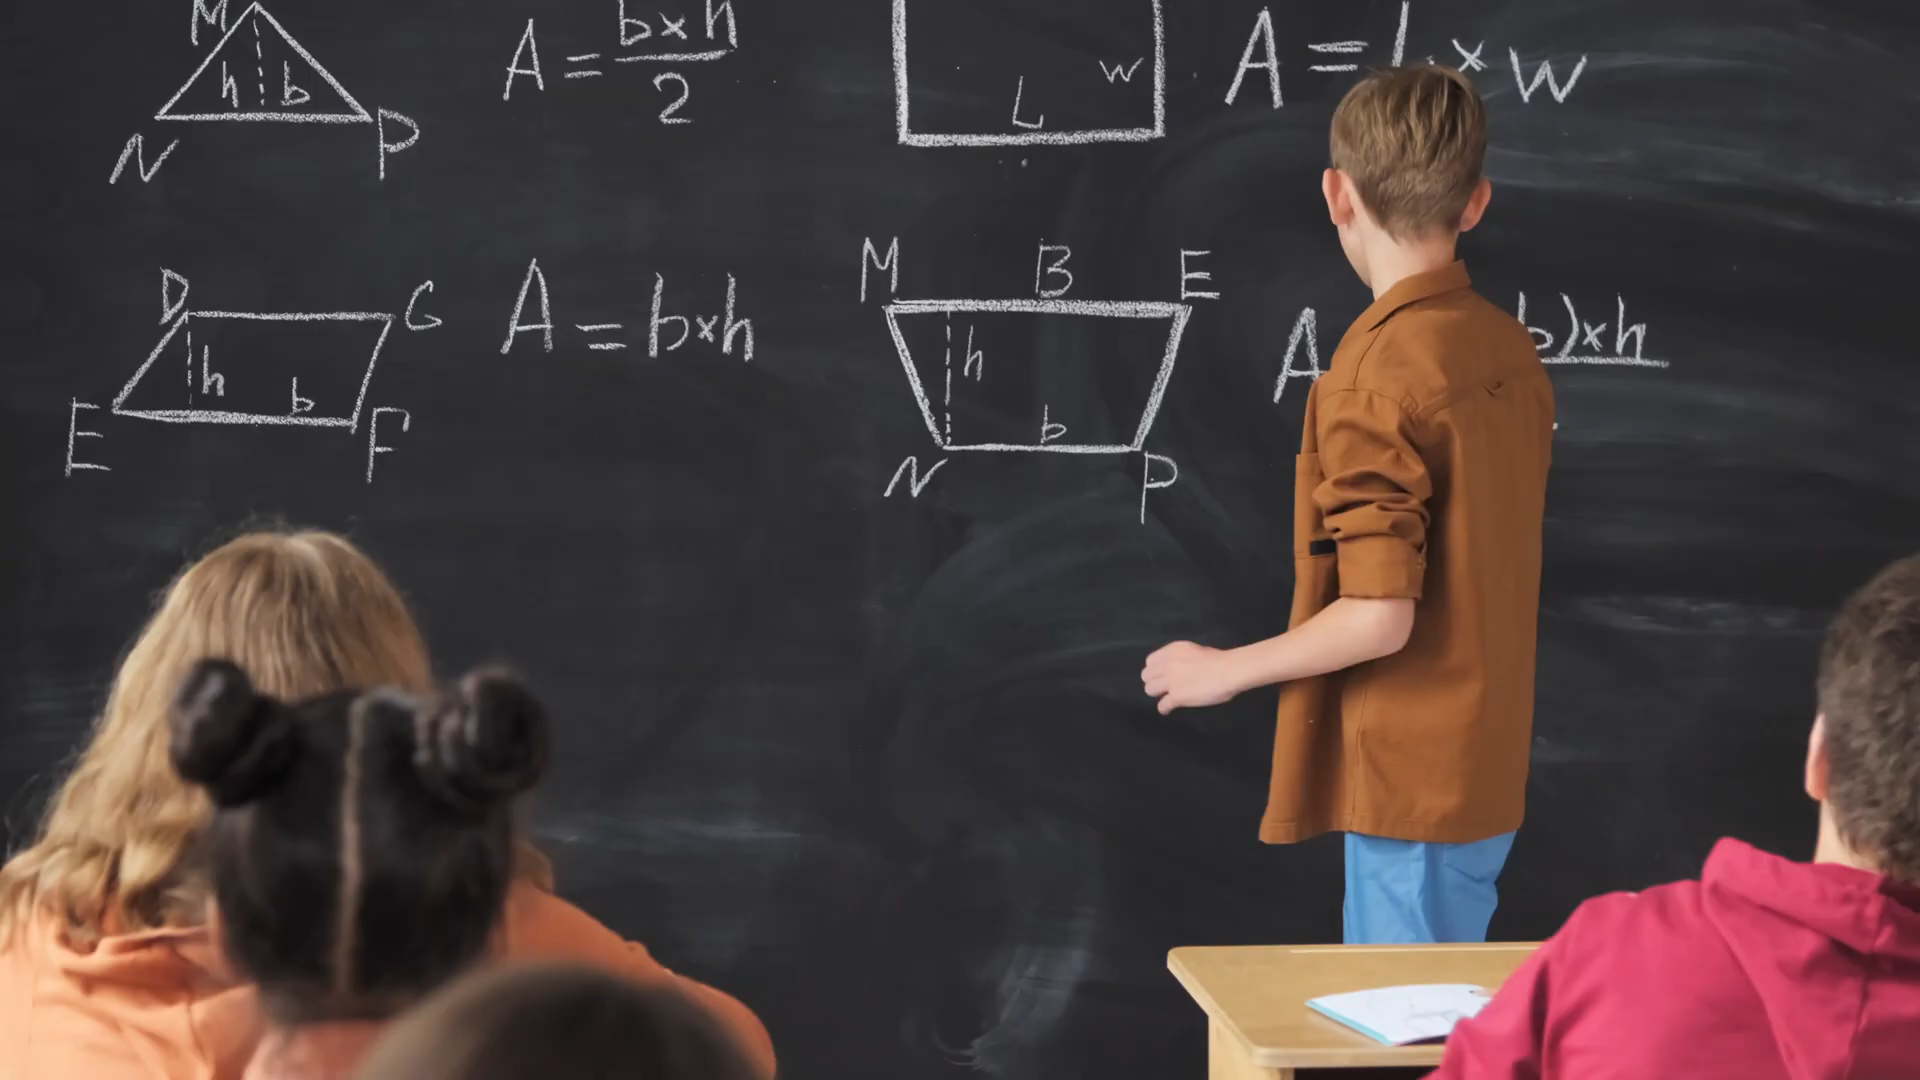 M
h b
N P
A = b×h
2
L w
A = L × w
D G
h b
E F
A = b×h
M B E
h
b
N P
A b)×h